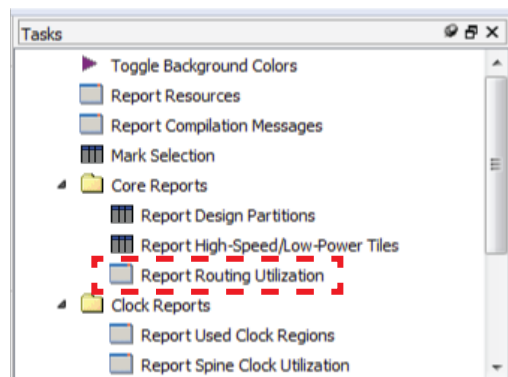 Tasks
Toggle Background Colors
Report Resources
Report Compilation Messages
Mark Selection
Core Reports
Report Design Partitions
Report High-Speed/Low-Power Tiles
Report Routing Utilization
Clock Reports
Report Used Clock Regions
Report Spine Clock Utilization